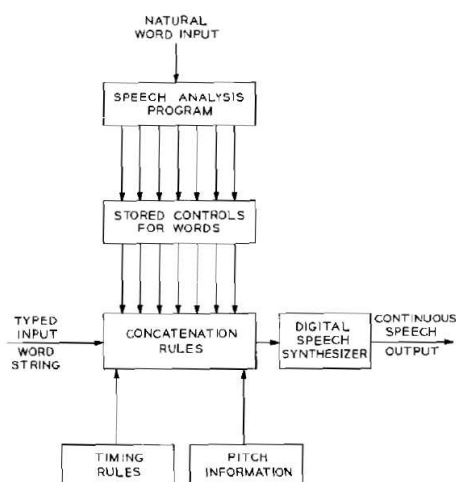 NATURAL
WORD INPUT
SPEECH ANALYSIS
PROGRAM
STORED CONTROLS
FOR WORDS
TYPED
INPUT
WORD
STRING
CONCATENATION
RULES
DIGITAL
SPEECH
SYNTHESIZER
CONTINUOUS
SPEECH
OUTPUT
TIMING
RULES
PITCH
INFORMATION